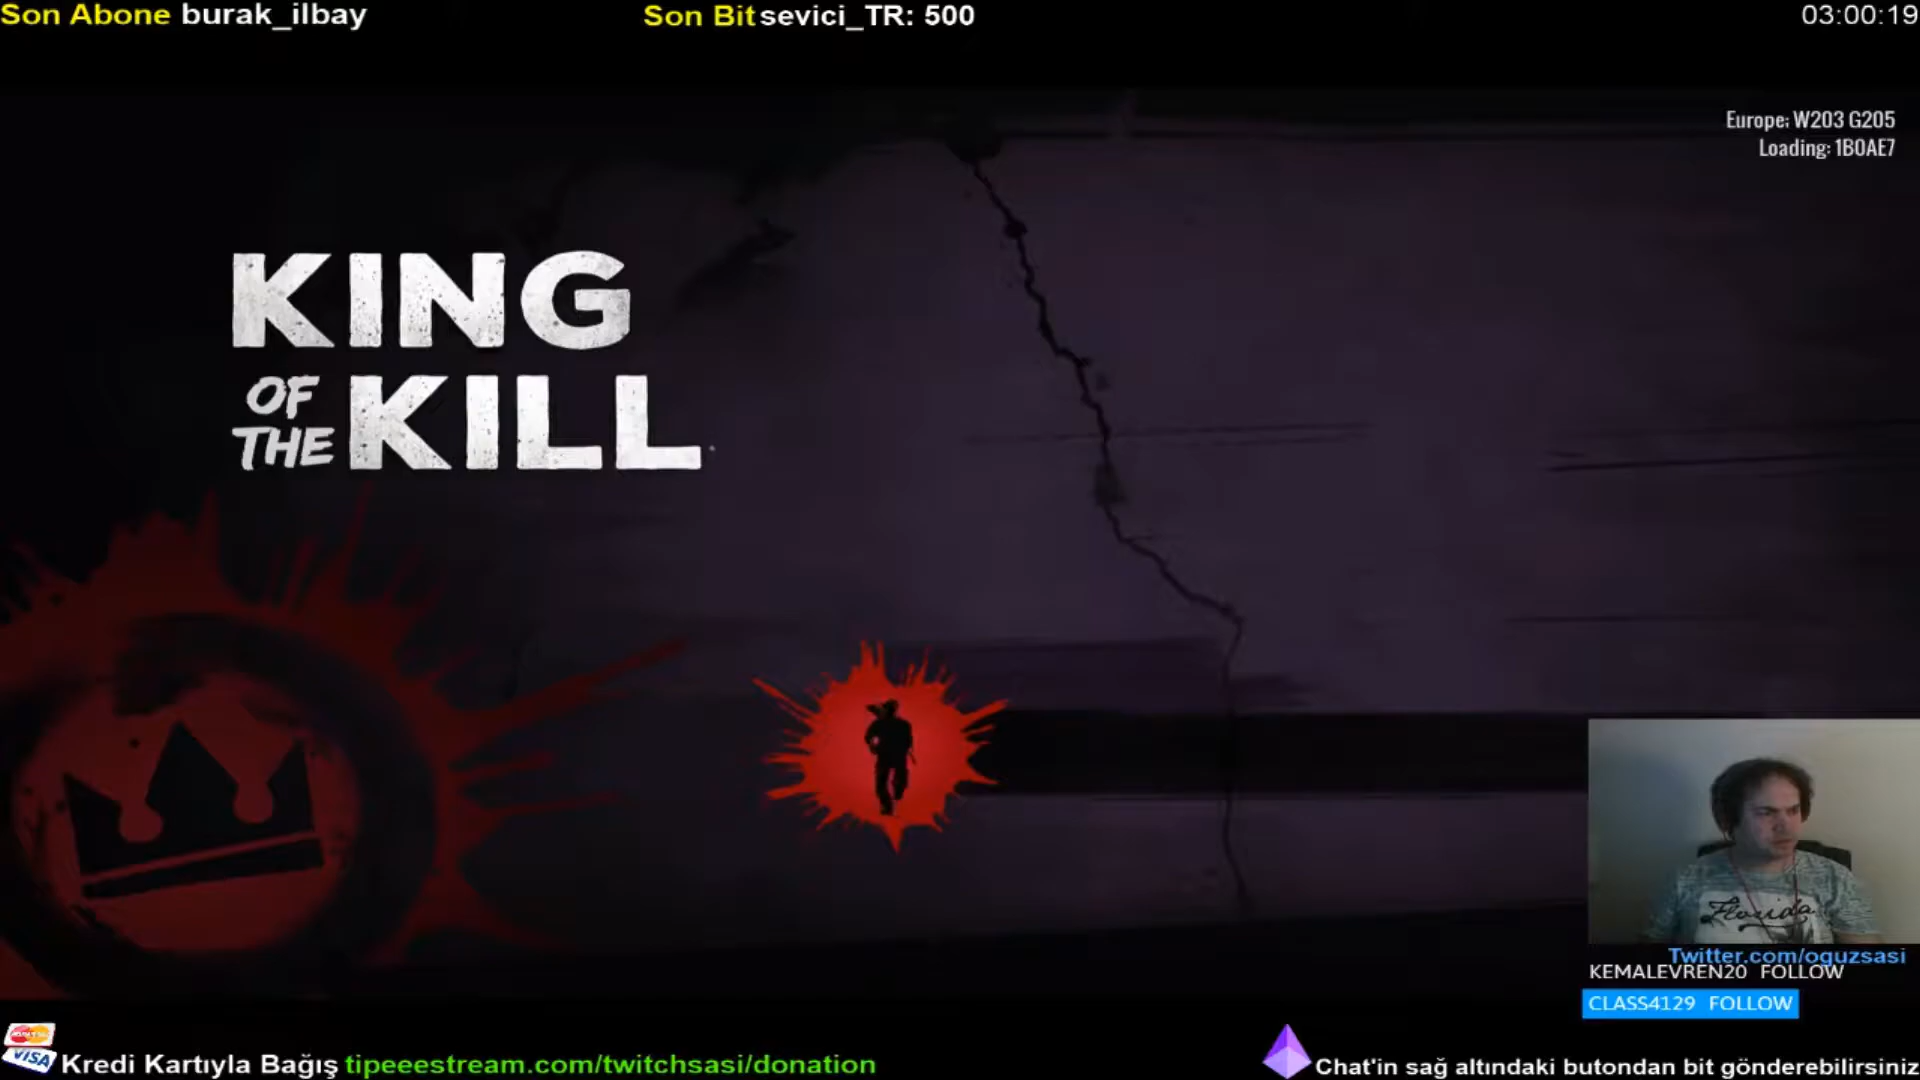 Son Abone burak_ilbay
Son Bit sevici_TR: 500
03:00:19
Europe: W203 G205
Loading: 1B0AE7
KING
OF THE KILL
Florida
Twitter.com/oguzsasi
KEMALEVREN20 FOLLOW
CLASS4129 FOLLOW
VISA
Kredi Kartıyla Bağış tipeeestream.com/twitchsasi/donation
Chat'in sağ altındaki butondan bit gönderebilirsiniz